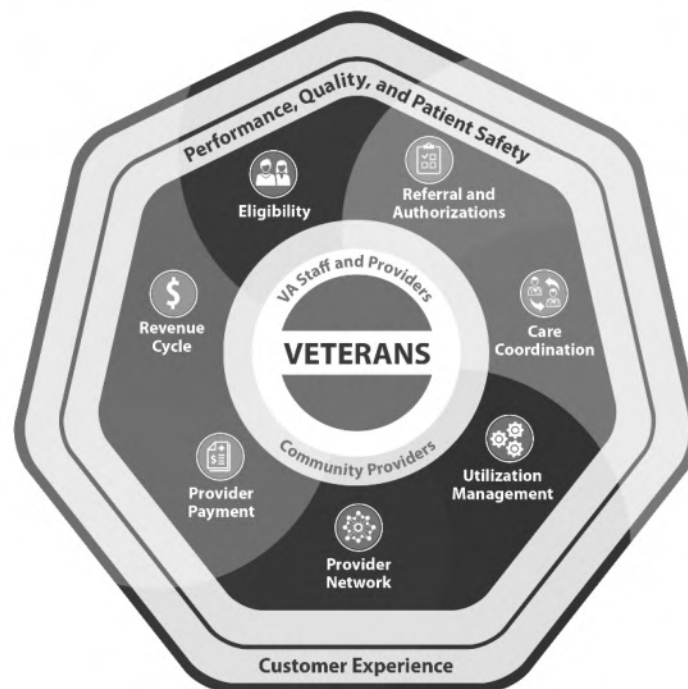 Performance, Quality, and Patient Safety
Eligibility
Referral and
Authorizations
Care
Coordination
Utilization
Management
Provider
Network
Provider
Payment
Revenue
Cycle
VA Staff and Providers
VETERANS
Community Providers
Customer Experience